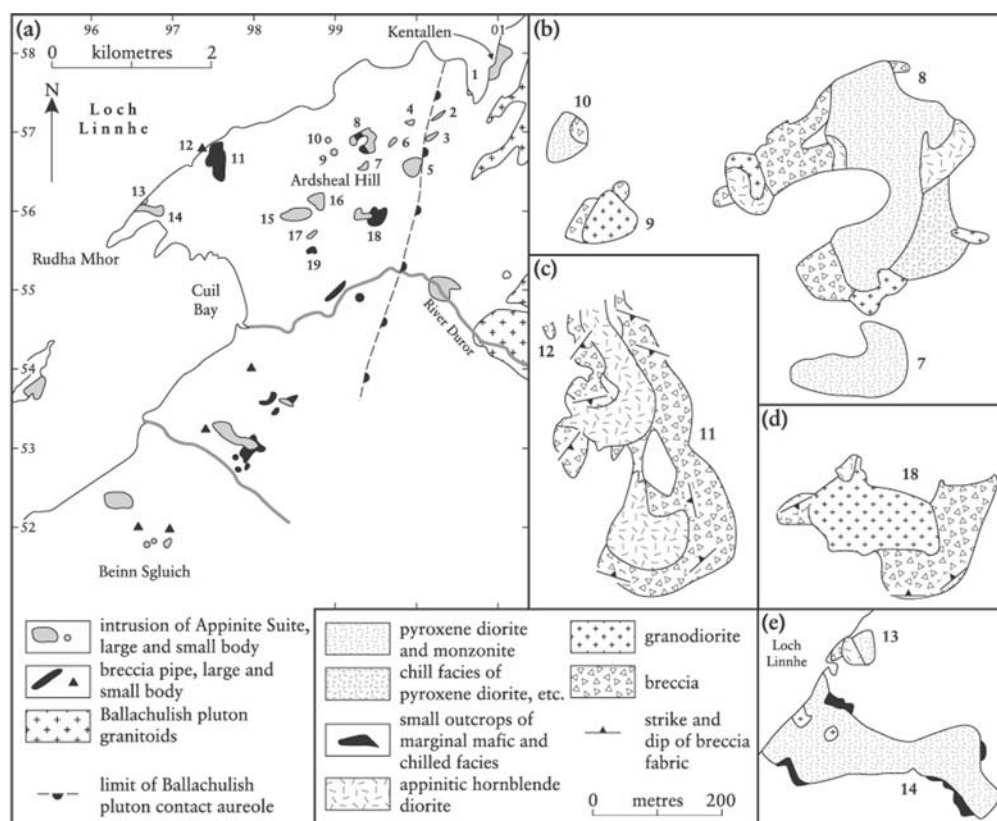 (a)
96 97 98 99 01
Kentallen
0 kilometres 2
58
1
N
Loch
Linnhe
57
4
2
8
10
6
3
9
12
11
7
5
Ardsheal Hill
13
56
16
15
14
17
18
Rudha Mhor
19
Cuil
Bay
55
River Duror
54
53
52
Beinn Sgluich
(b)
8
10
9
7
(c)
12
11
(d)
18
(e)
13
Loch
Linnhe
14
intrusion of Appinite Suite,
large and small body
breccia pipe, large and
small body
Ballachulish pluton
granitoids
limit of Ballachulish
pluton contact aureole
pyroxene diorite
and monzonite
chill facies of
pyroxene diorite, etc.
small outcrops of
marginal mafic and
chilled facies
appinitic hornblende
diorite
granodiorite
breccia
strike and
dip of breccia
fabric
0 metres 200